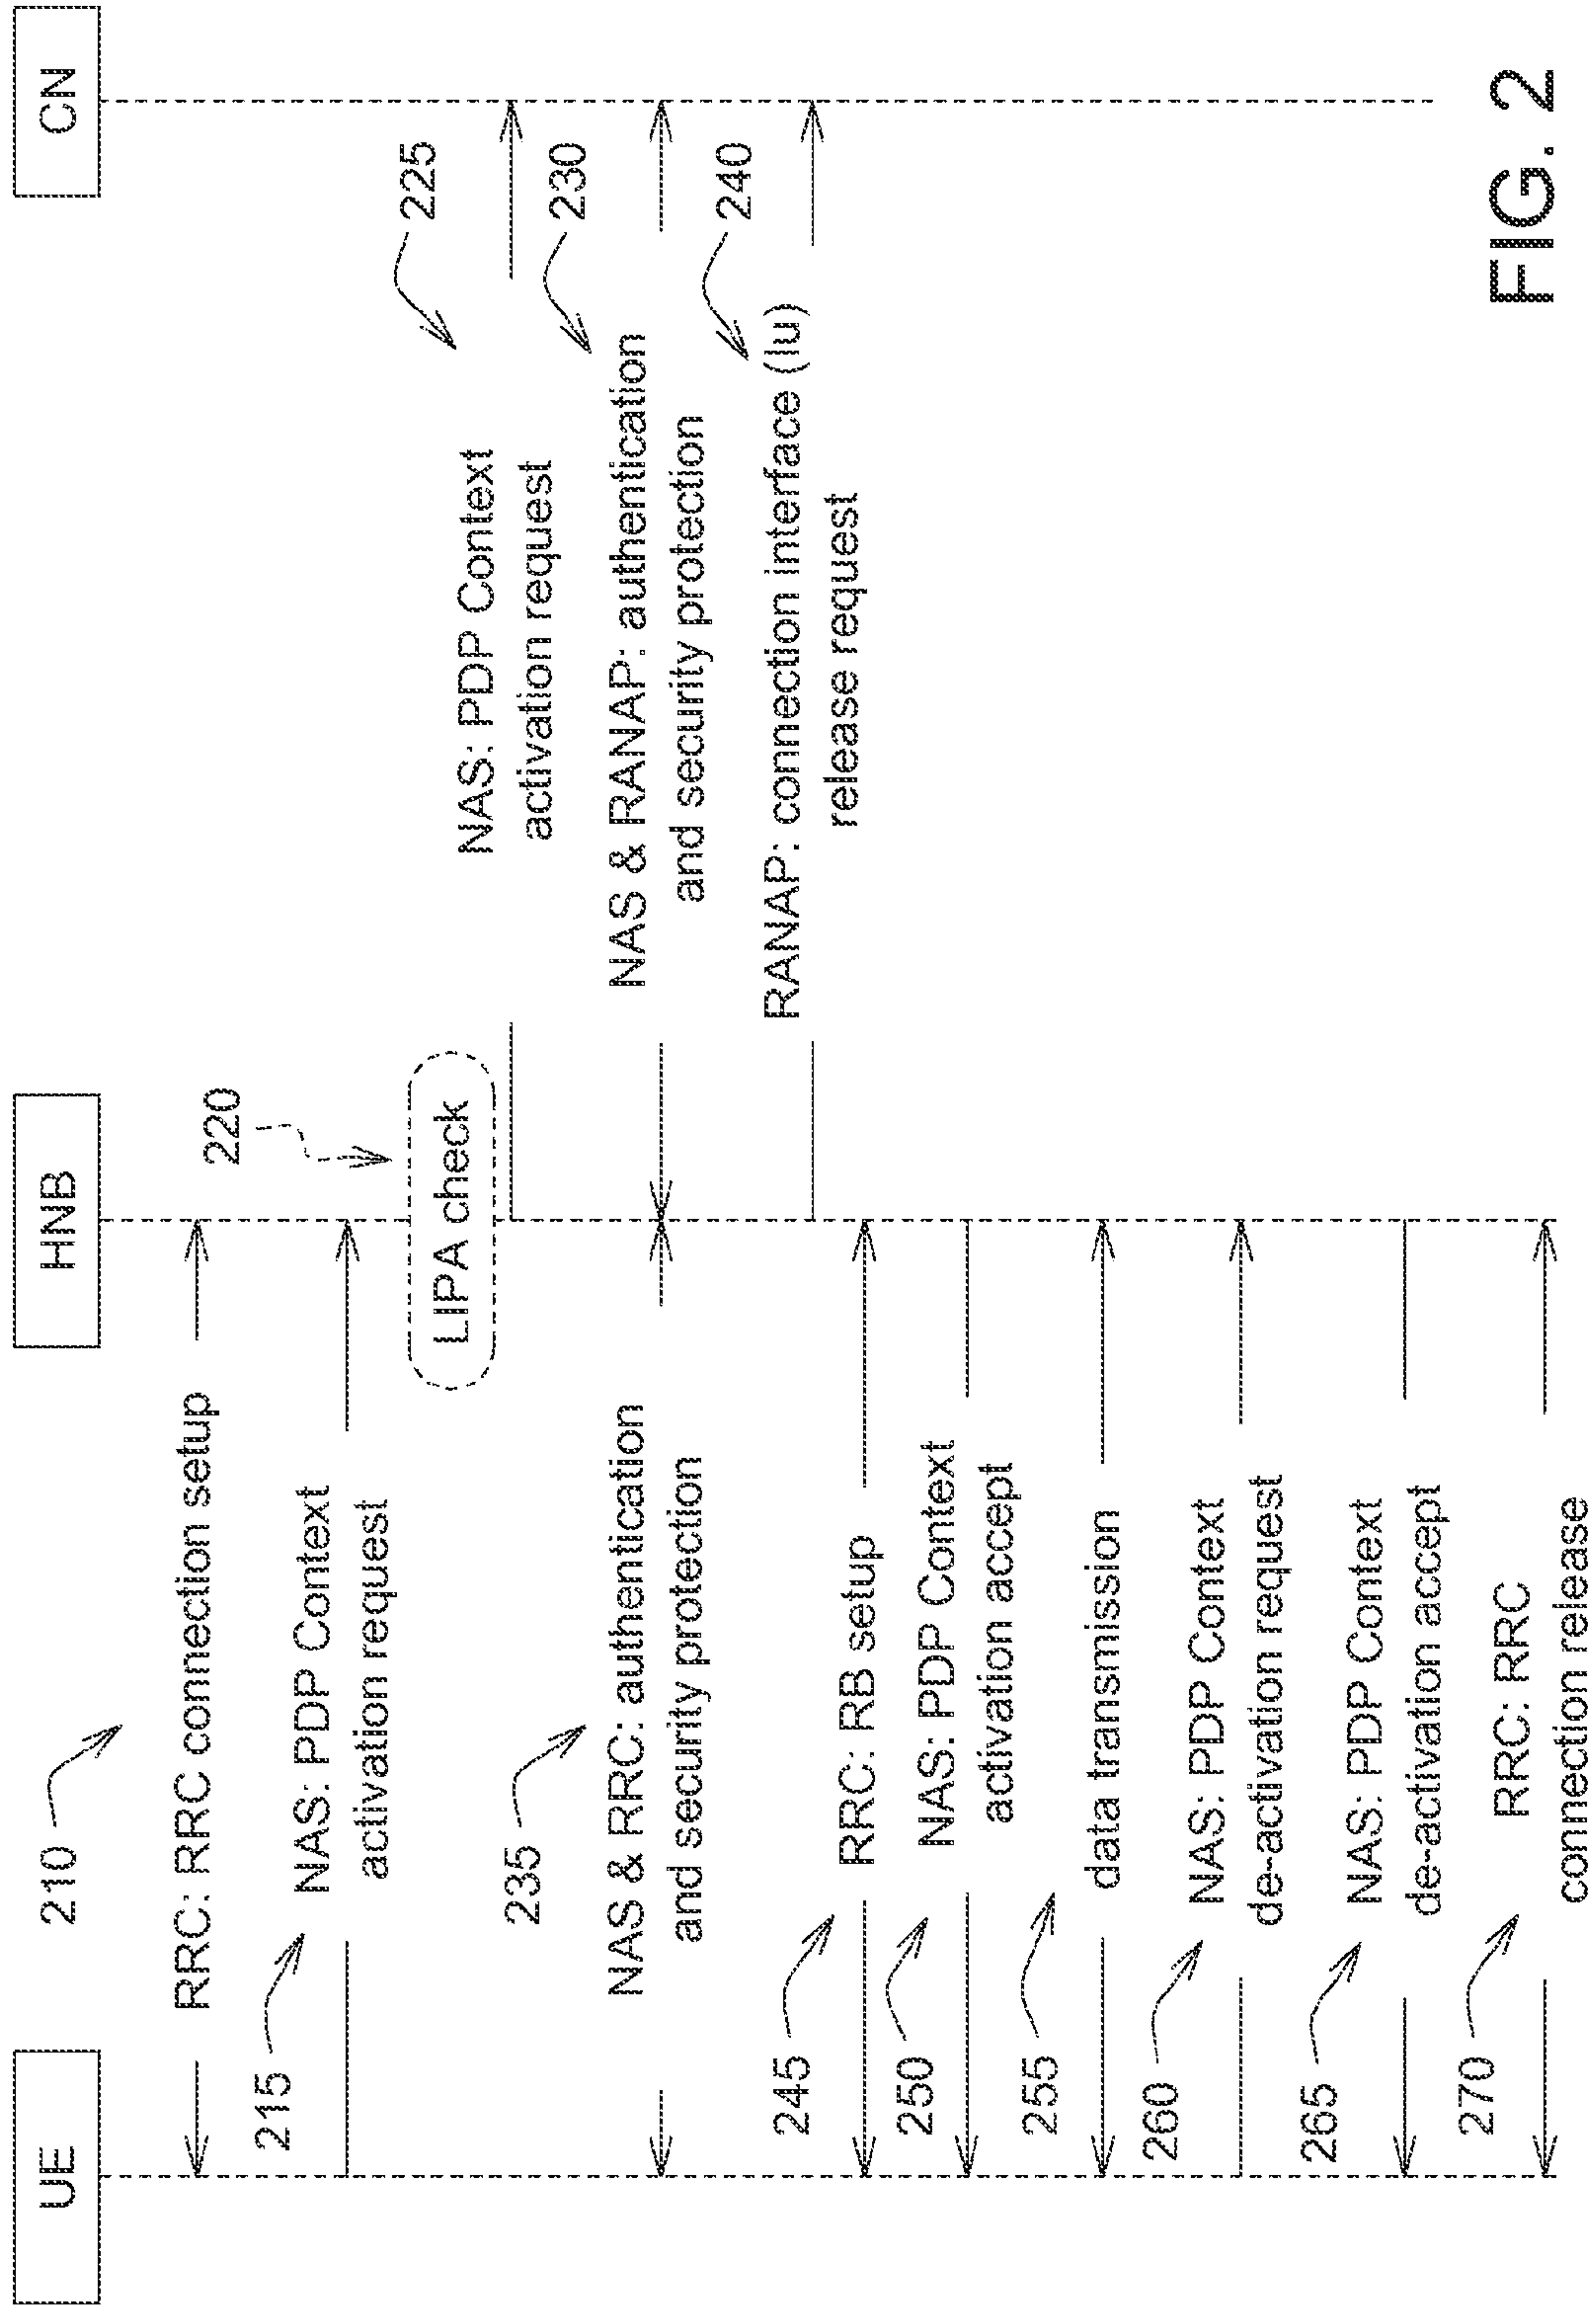 UE
HNB
CN
210
RRC: RRC connection setup
215
NAS: PDP Context
activation request
220
LIPA check
225
NAS: PDP Context
activation request
230
NAS & RANAP: authentication
and security protection
235
NAS & RRC: authentication
and security protection
240
RANAP: connection interface (Iu)
release request
245
RRC: RB setup
250
NAS: PDP Context
activation accept
255
data transmission
260
NAS: PDP Context
de-activation request
265
NAS: PDP Context
de-activation accept
270
RRC: RRC
connection release
FIG. 2